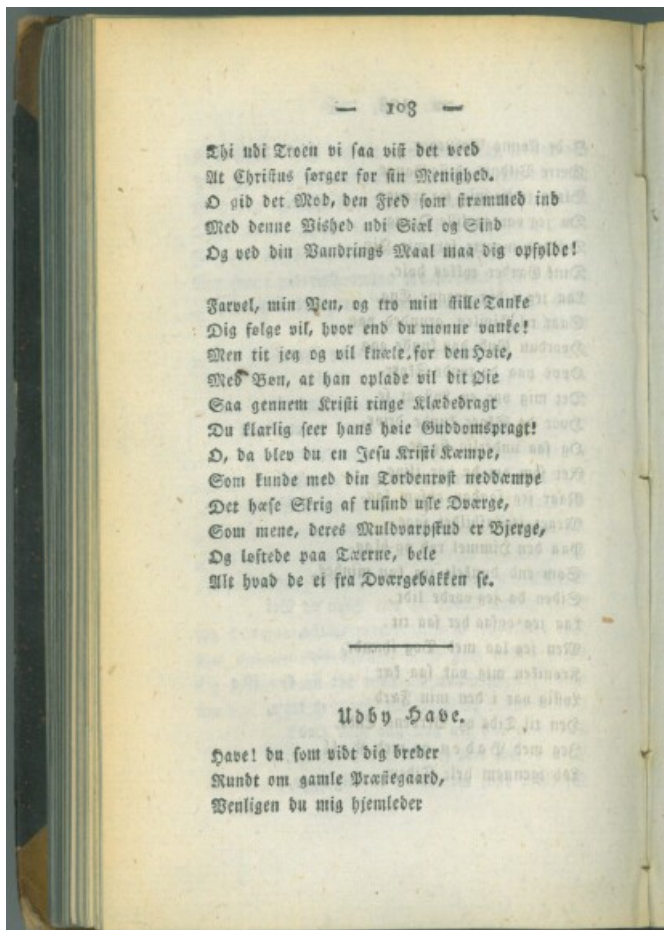 — 108 —
Thi udi Troen vi saa vist det veed
At Christus sørger for sin Menighed.
O gid det Mod, den Fred som strømmed ind
Med denne Vished udi Siæl og Sind
Og ved din Vandrings Maal maa dig opfylde!
Farvel, min Ven, og tro min stille Tanke
Dig følge vil, hvor end du monne vanke!
Men tit jeg og vil knæle for den Høie,
Med Bøn, at han oplade vil dit Øie
Saa gennem Kristi ringe Klædedragt
Du klarlig seer hans høie Guddomspragt!
O, da blev du en Jesu Kristi Kæmpe,
Som kunde med din Tordenrøst neddæmpe
Det hæse Skrig af tusind usle Dværge,
Som mene, deres Muldvarpskud er Bjerge,
Og løftede paa Tæerne, bele
Alt hvad de ei fra Dværgebakken se.
Udby Have.
Have! du som vidt dig breder
Rundt om gamle Præstegaard,
Venligen du mig hjemleder